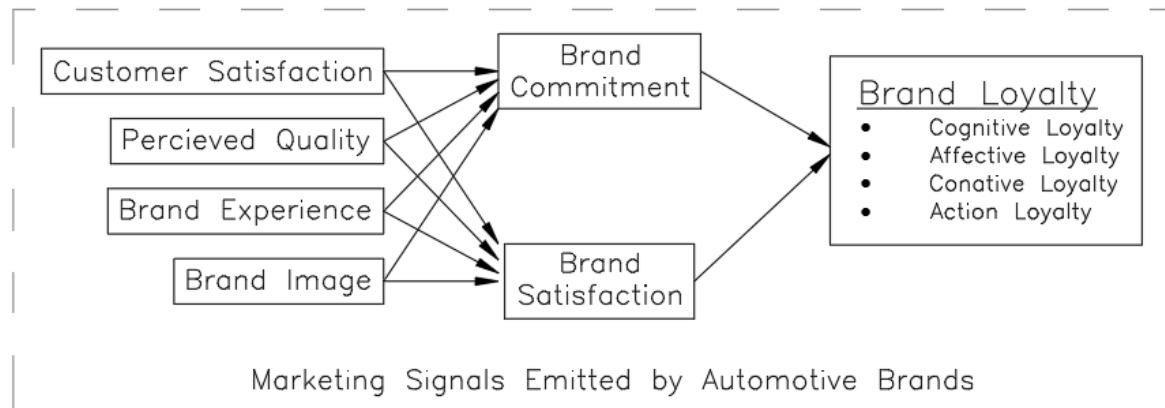 Customer Satisfaction
Percieved Quality
Brand Experience
Brand Image
Brand
Commitment
Brand
Satisfaction
Brand Loyalty
• Cognitive Loyalty
• Affective Loyalty
• Conative Loyalty
• Action Loyalty
Marketing Signals Emitted by Automotive Brands